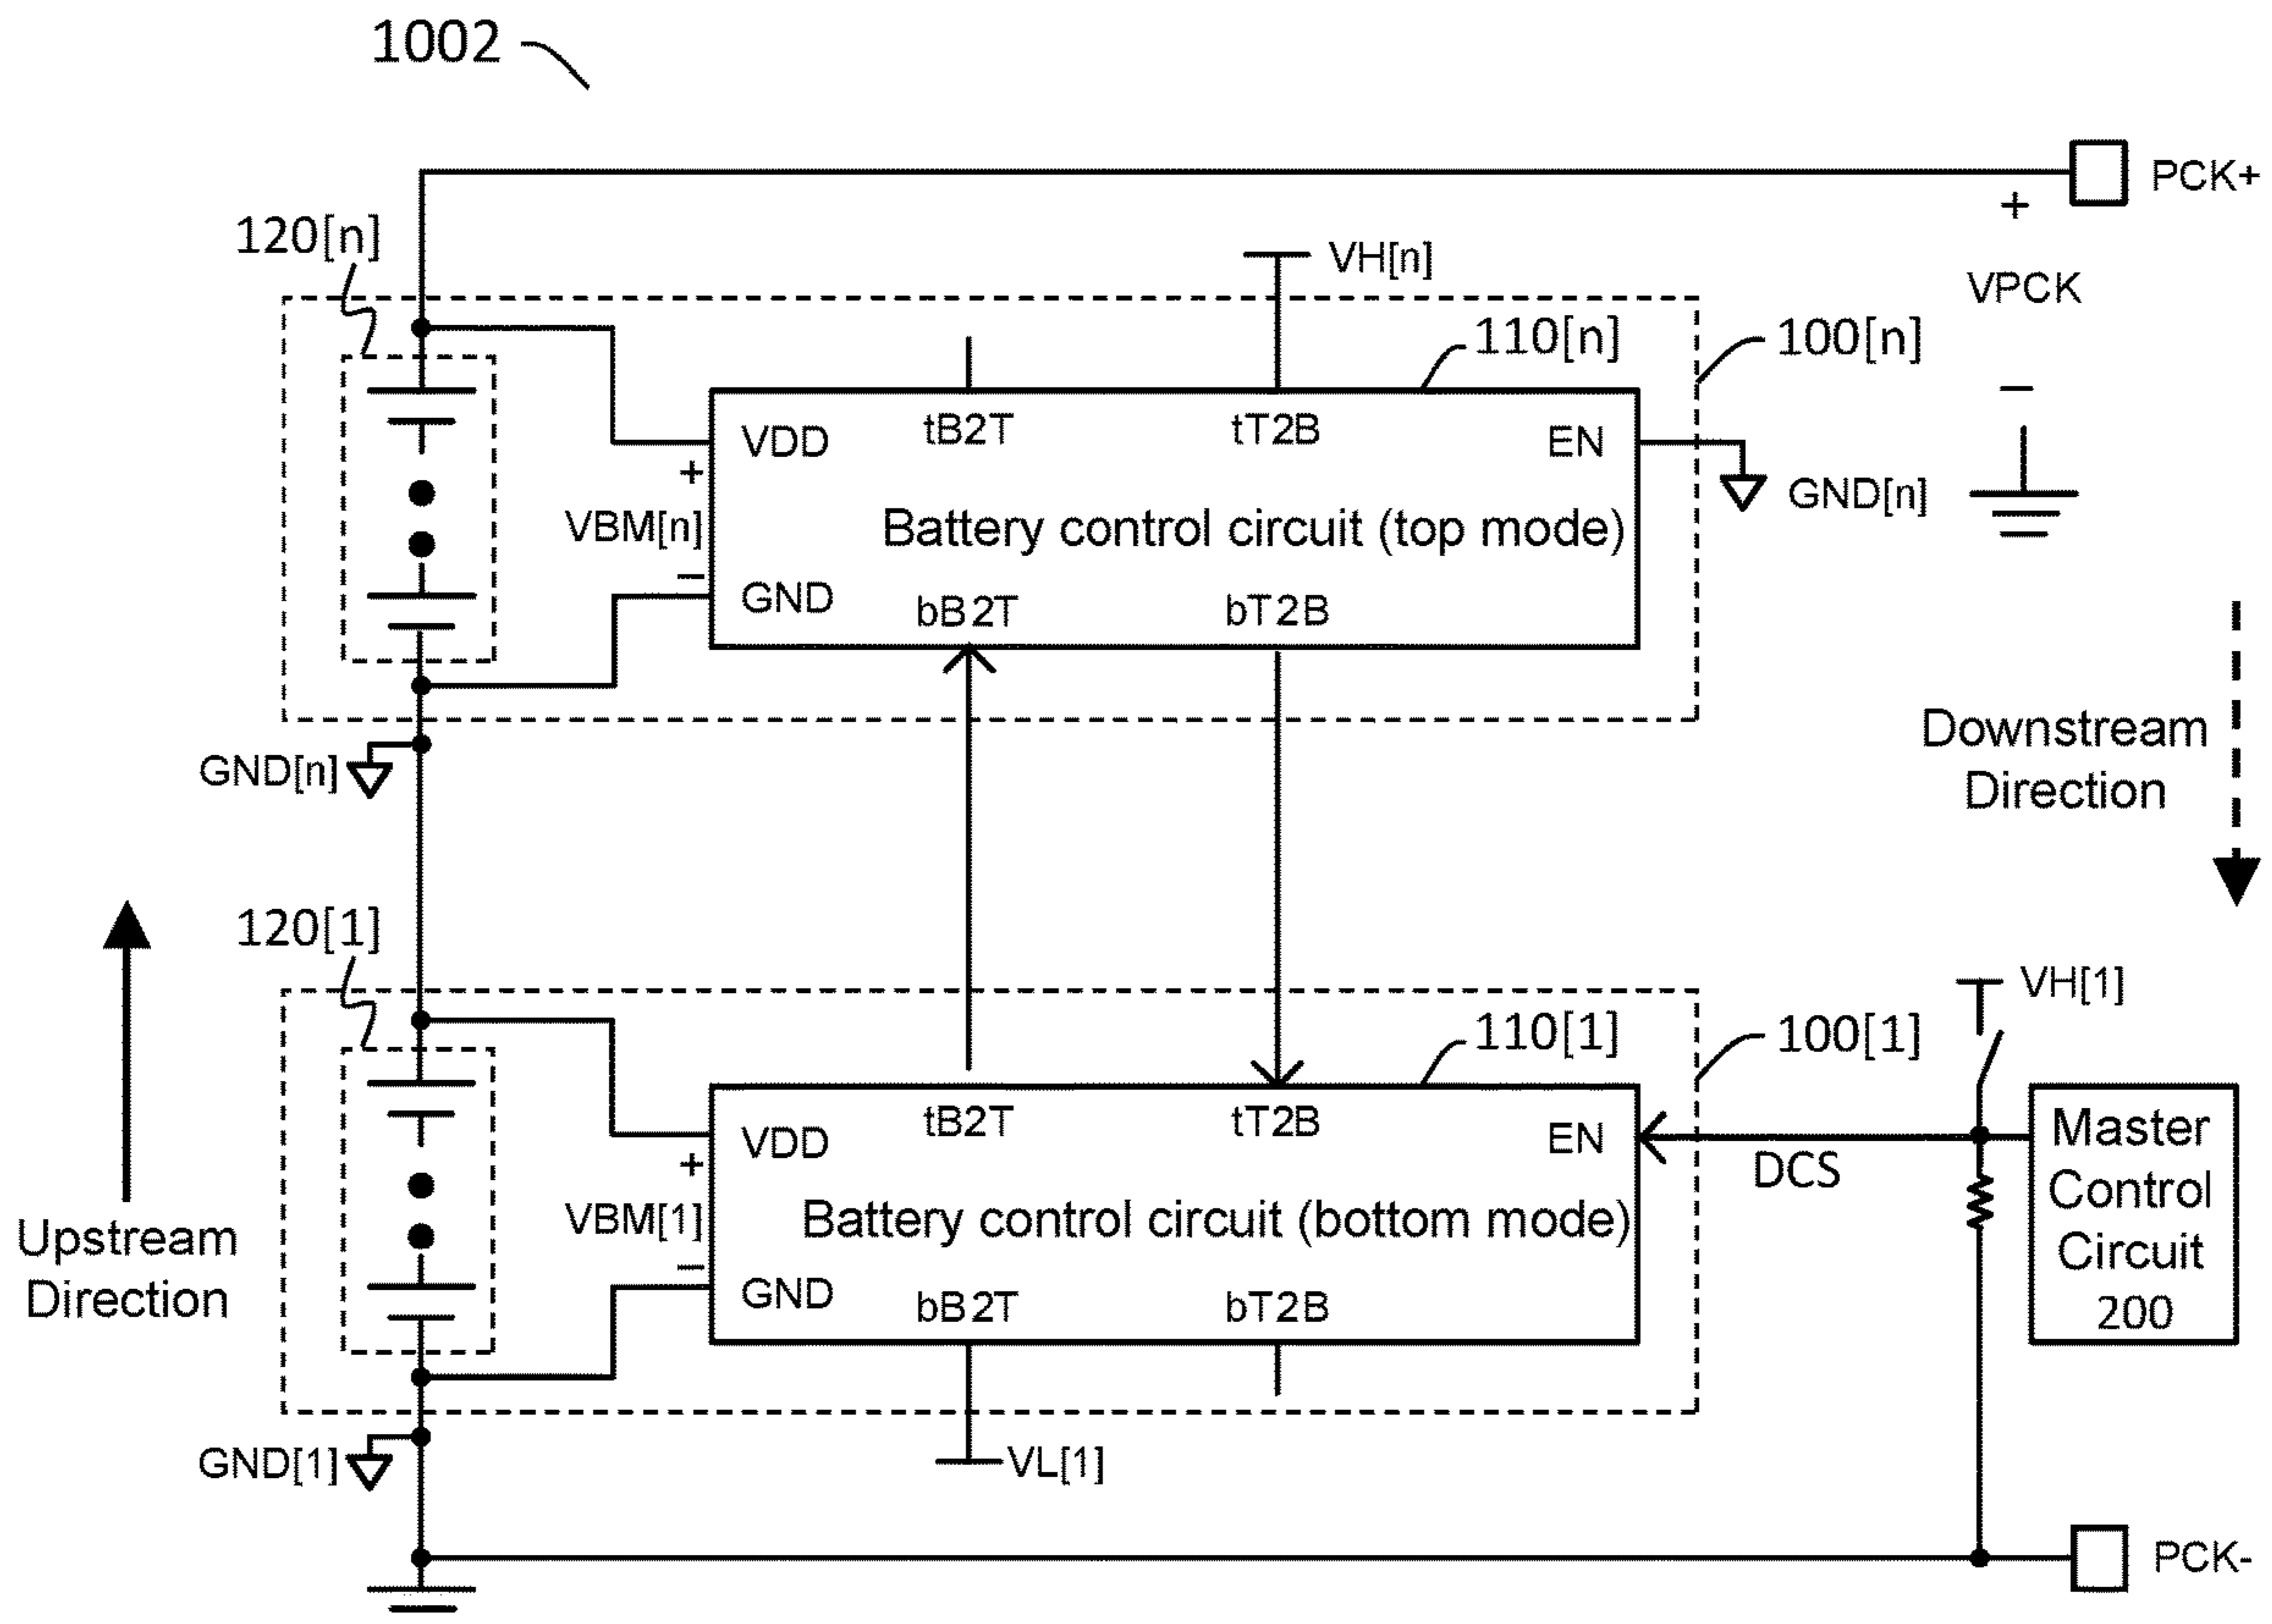 1002
PCK+
+
VPCK
−
120[n]
VH[n]
110[n]
100[n]
VDD
tB2T
tT2B
EN
+
VBM[n]
−
Battery control circuit (top mode)
GND[n]
GND
bB2T
bT2B
GND[n]
Downstream
Direction
120[1]
VH[1]
110[1]
100[1]
VDD
tB2T
tT2B
EN
DCS
Master
Control
Circuit
200
+
VBM[1]
−
Battery control circuit (bottom mode)
GND
bB2T
bT2B
Upstream
Direction
GND[1]
VL[1]
PCK-